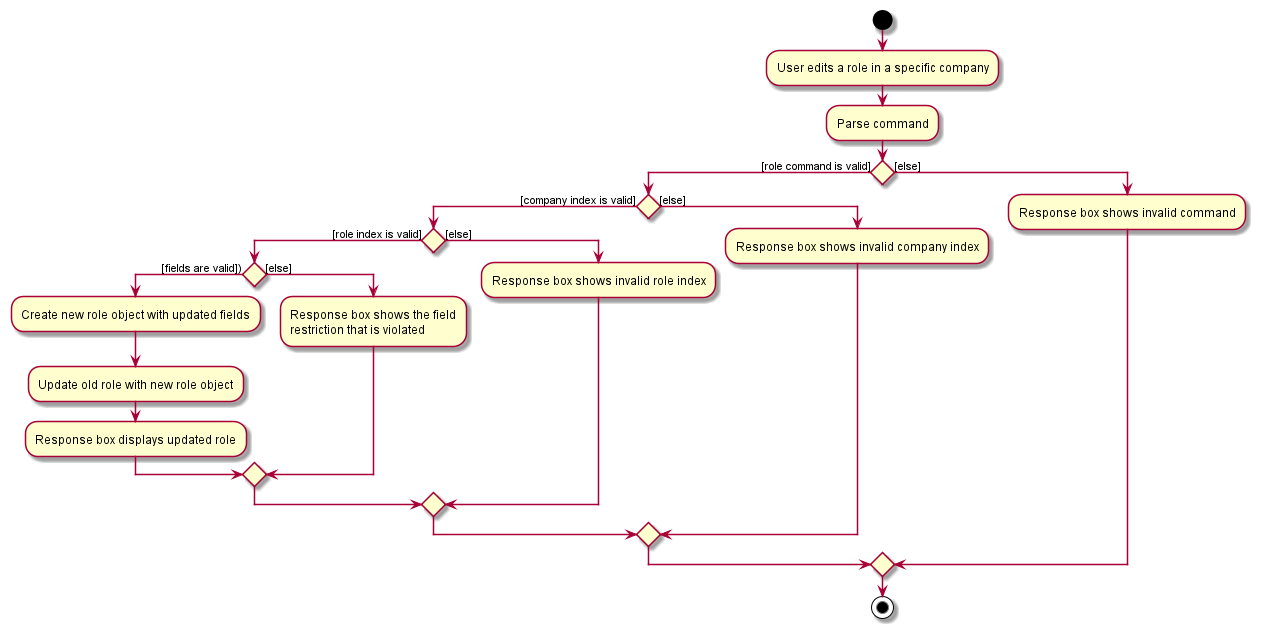 User edits a role in a specific company
Parse command
[role command is valid]
[else]
[company index is valid]
[else]
Response box shows invalid command
[role index is valid]
[else]
Response box shows invalid company index
[fields are valid])
[else]
Response box shows invalid role index
Create new role object with updated fields
Response box shows the field
restriction that is violated
Update old role with new role object
Response box displays updated role